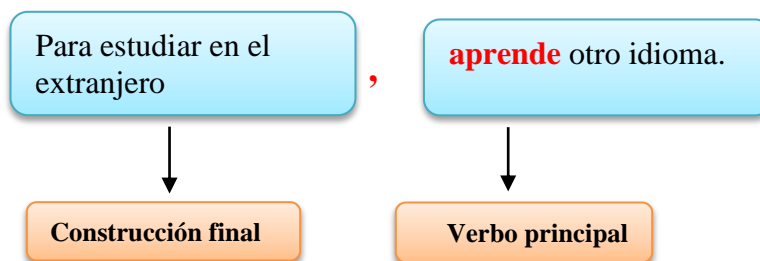 Para estudiar en el
extranjero
,
aprende otro idioma.
Construcción final
Verbo principal